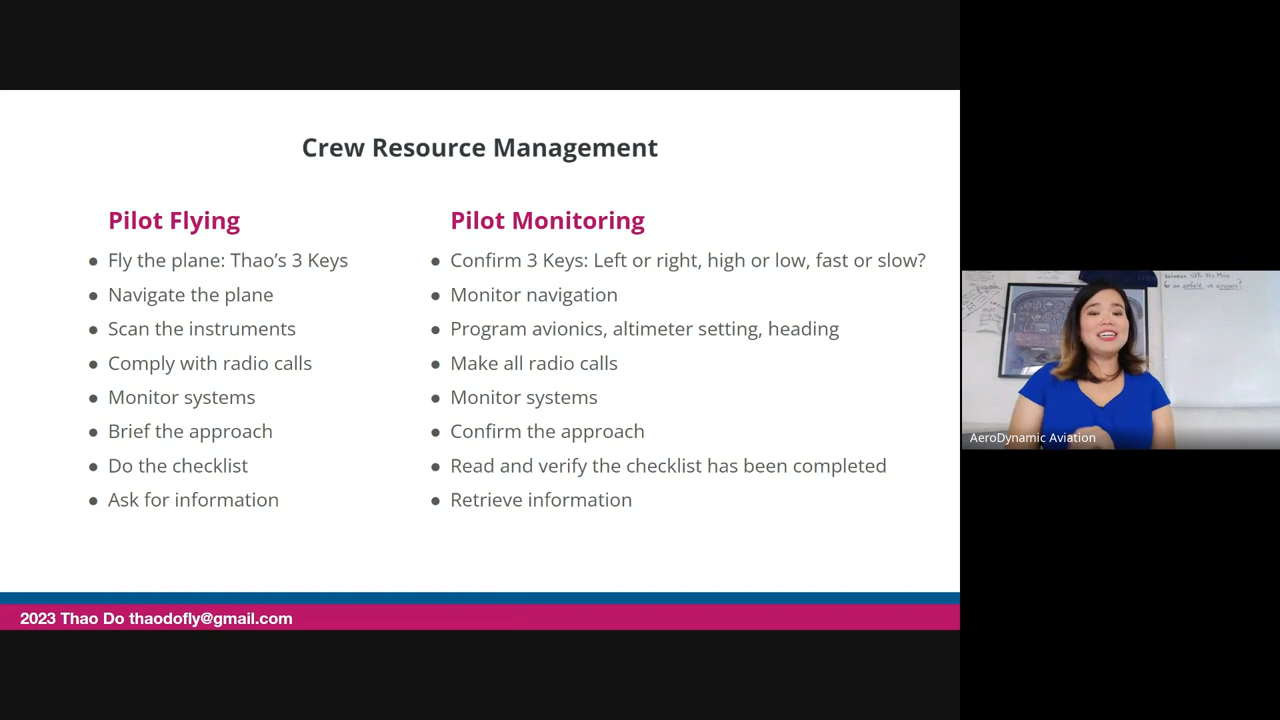 Crew Resource Management
Pilot Flying
● Fly the plane: Thao’s 3 Keys
● Navigate the plane
● Scan the instruments
● Comply with radio calls
● Monitor systems
● Brief the approach
● Do the checklist
● Ask for information
Pilot Monitoring
● Confirm 3 Keys: Left or right, high or low, fast or slow?
● Monitor navigation
● Program avionics, altimeter setting, heading
● Make all radio calls
● Monitor systems
● Confirm the approach
● Read and verify the checklist has been completed
● Retrieve information
2023 Thao Do thaodofly@gmail.com
AeroDynamic Aviation